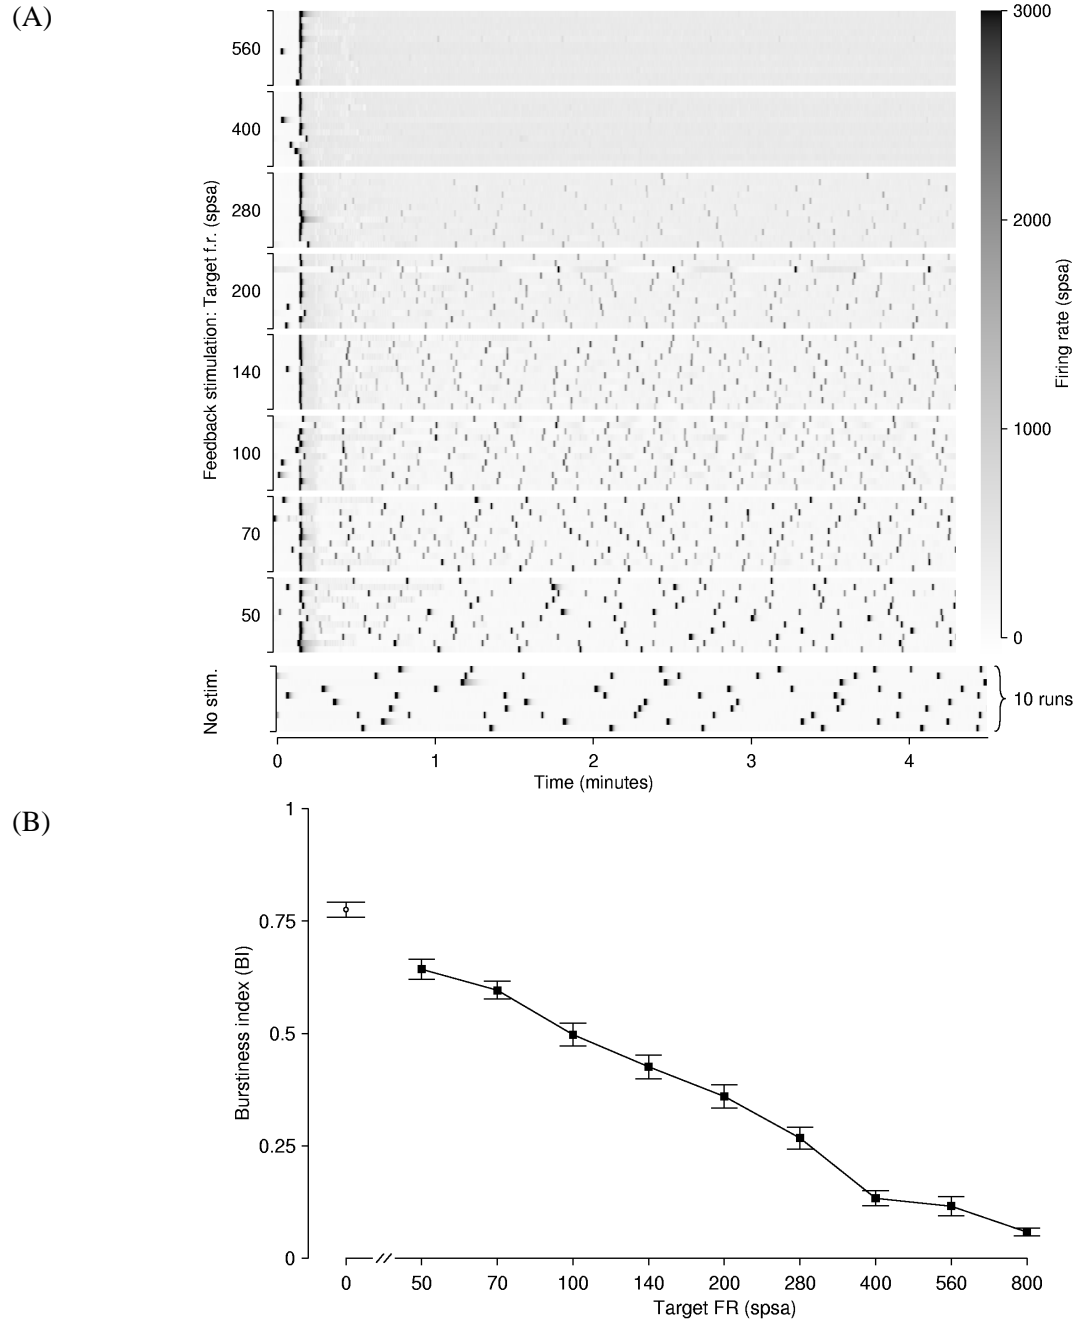 (A)
3000
2000
1000
0
Firing rate (spsa)
Feedback stimulation: Target f.r. (spsa)
560
400
280
200
140
100
70
50
No stim.
10 runs
0 1 2 3 4
Time (minutes)
(B)
1
0.75
0.5
0.25
0
Burstiness index (BI)
0 50 70 100 140 200 280 400 560 800
Target FR (spsa)